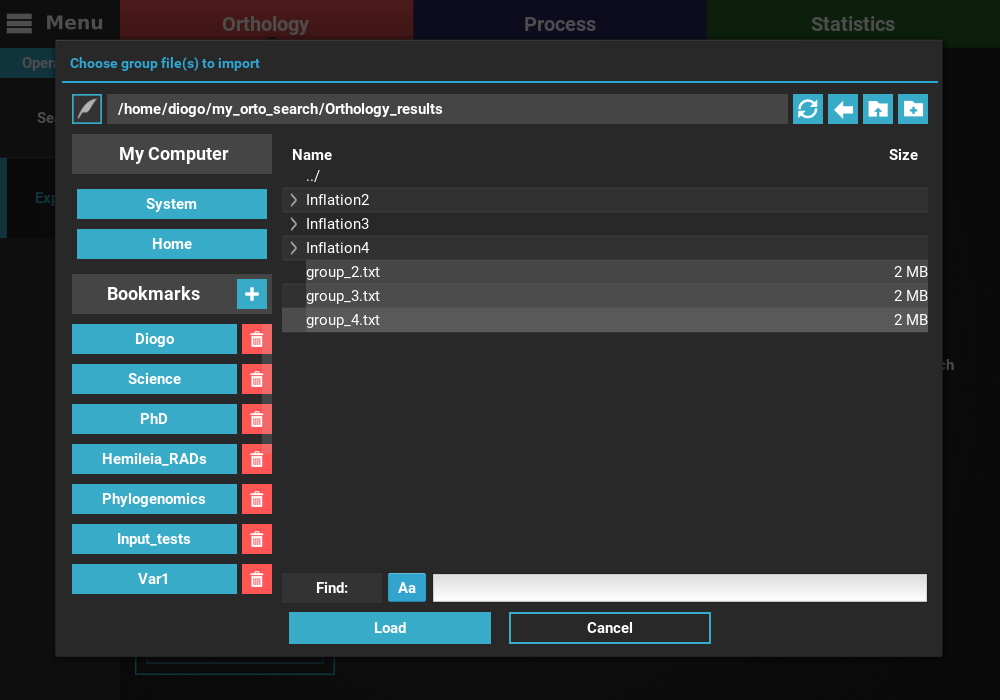 Menu
Orthology
Process
Statistics
Oper
Choose group file(s) to import
/home/diogo/my_orto_search/Orthology_results
Se
My Computer
Name Size
../
System
Inflation2
Exp
Inflation3
Home
Inflation4
group_2.txt 2 MB
Bookmarks
group_3.txt 2 MB
group_4.txt 2 MB
Diogo
ch
Science
PhD
Hemileia_RADs
Phylogenomics
Input_tests
Var1
Find: Aa
Load
Cancel